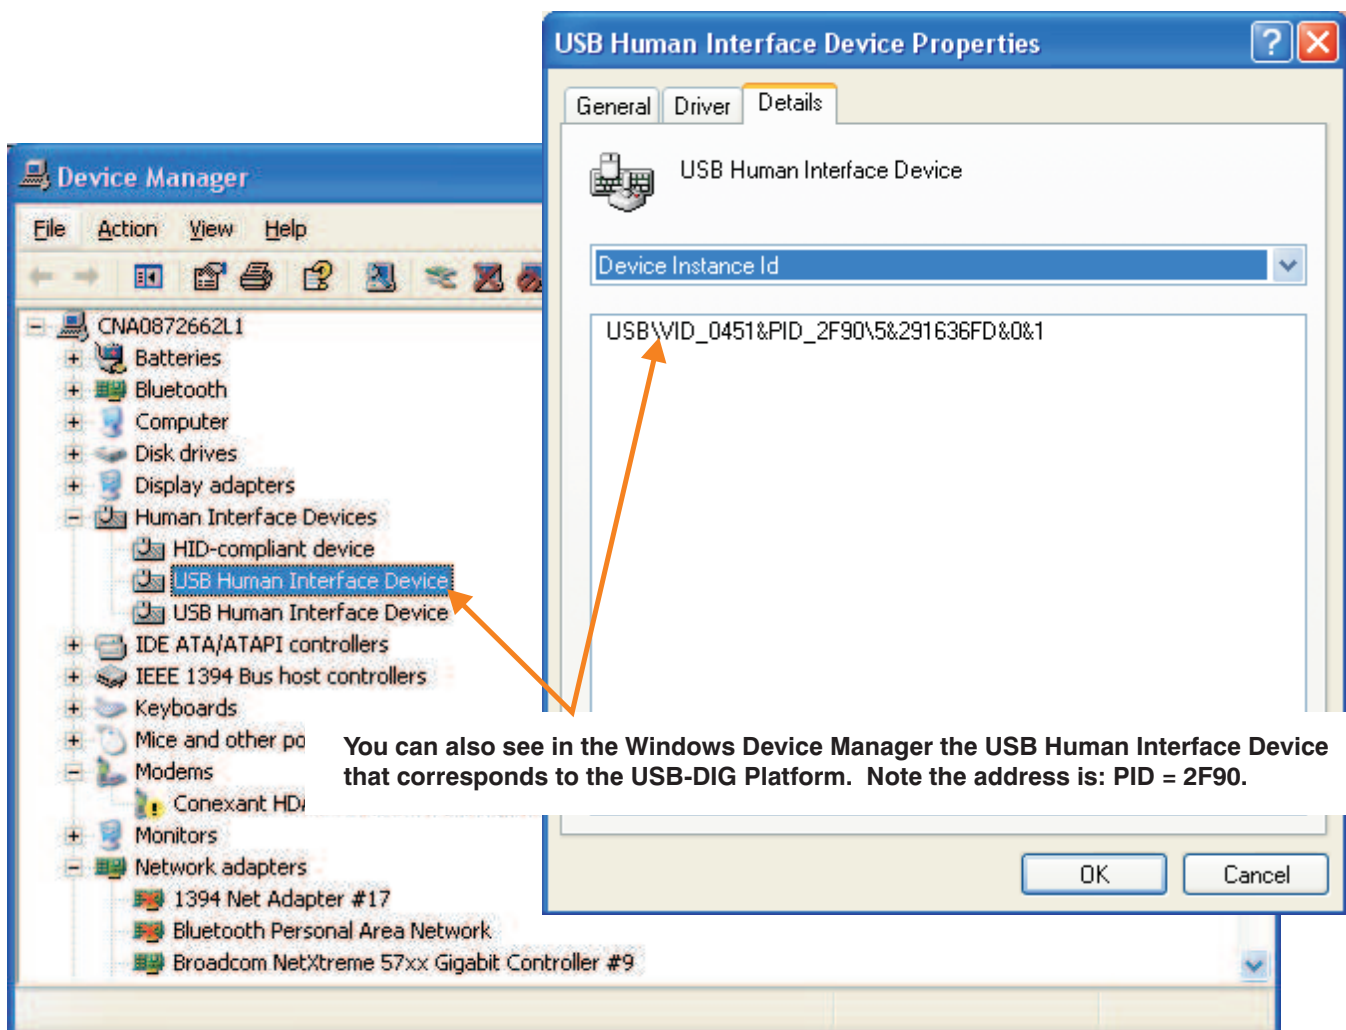 USB Human Interface Device Properties
General Driver Details
USB Human Interface Device
Device Instance Id
USB\VID_0451&PID_2F90\5&291636FD&0&1
Device Manager
File Action View Help
CNA0872662L1
Batteries
Bluetooth
Computer
Disk drives
Display adapters
Human Interface Devices
HID-compliant device
USB Human Interface Device
USB Human Interface Device
IDE ATA/ATAPI controllers
IEEE 1394 Bus host controllers
Keyboards
Mice and other po
Modems
Conexant HDA
Monitors
Network adapters
1394 Net Adapter #17
Bluetooth Personal Area Network
Broadcom NetXtreme 57xx Gigabit Controller #9
You can also see in the Windows Device Manager the USB Human Interface Device
that corresponds to the USB-DIG Platform. Note the address is: PID = 2F90.
OK Cancel